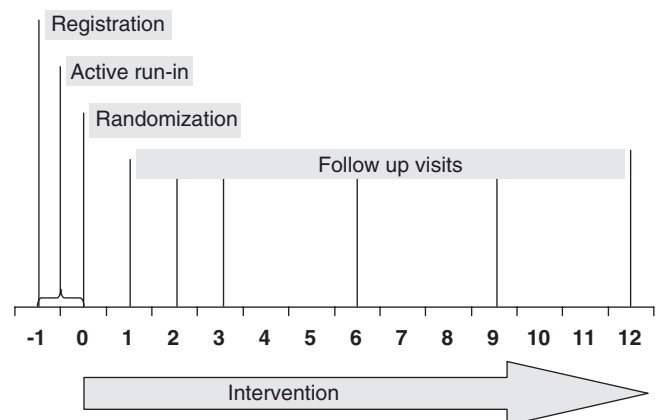 Registration
Active run-in
Randomization
Follow up visits
-1 0 1 2 3 4 5 6 7 8 9 10 11 12
Intervention